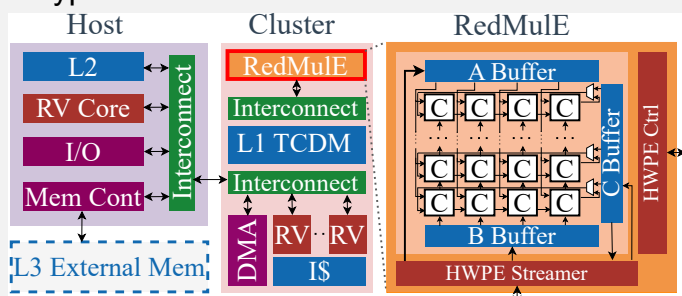 Host
L2
RV Core
I/O
Mem Cont
Interconnect
L3 External Mem
Cluster
RedMulE
Interconnect
L1 TCDM
Interconnect
DMA
RV ·· RV
I$
RedMulE
A Buffer
C C C C
... ...
C C C C
C C C C
B Buffer
C Buffer
HWPE Ctrl
HWPE Streamer